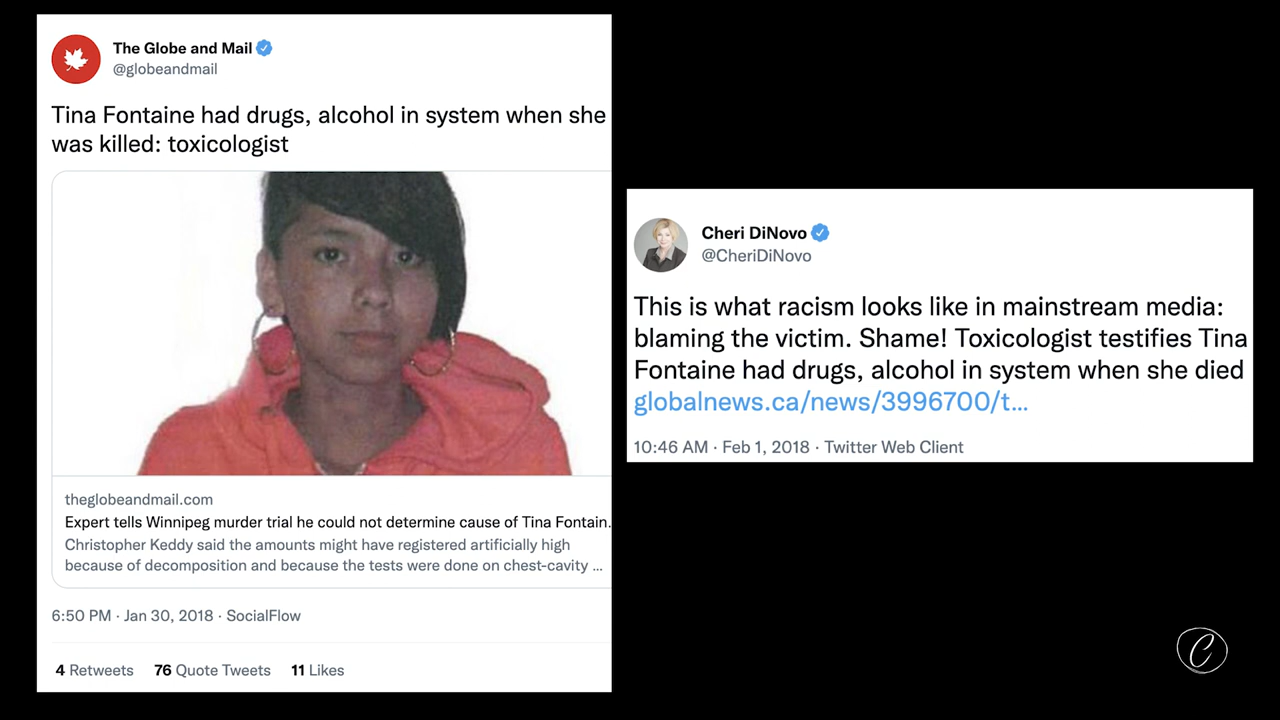 The Globe and Mail
@globeandmail
Tina Fontaine had drugs, alcohol in system when she
was killed: toxicologist
theglobeandmail.com
Expert tells Winnipeg murder trial he could not determine cause of Tina Fontain.
Christopher Keddy said the amounts might have registered artificially high
because of decomposition and because the tests were done on chest-cavity ...
6:50 PM · Jan 30, 2018 · SocialFlow
4 Retweets 76 Quote Tweets 11 Likes
Cheri DiNovo
@CheriDiNovo
This is what racism looks like in mainstream media:
blaming the victim. Shame! Toxicologist testifies Tina
Fontaine had drugs, alcohol in system when she died
globalnews.ca/news/3996700/t...
10:46 AM · Feb 1, 2018 · Twitter Web Client
C